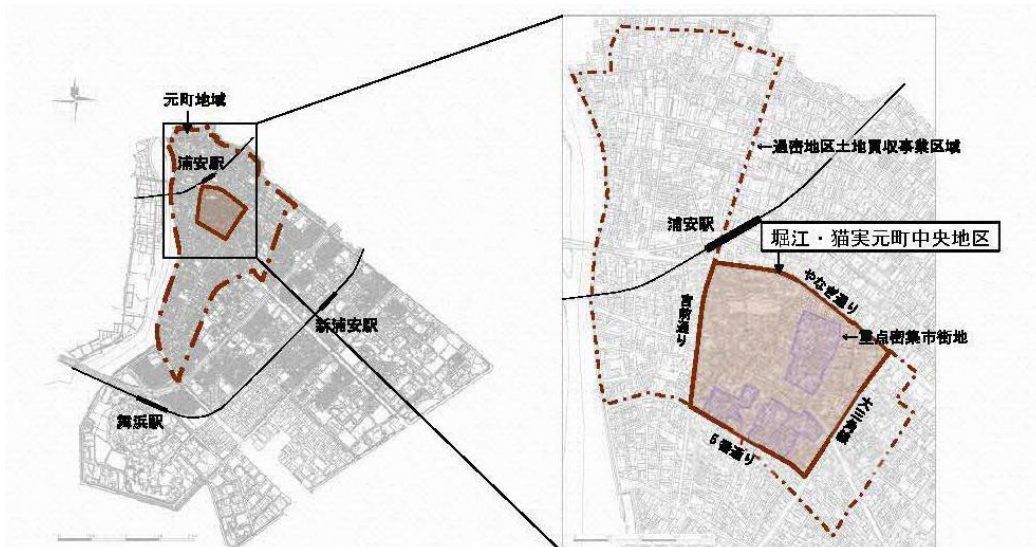 元町地域
浦安駅
新浦安駅
舞浜駅
←過密地区土地買収事業区域
浦安駅
堀江・猫実元町中央地区
やなぎ通り
宮前通り
←重点密集市街地
大三角線
5番通り